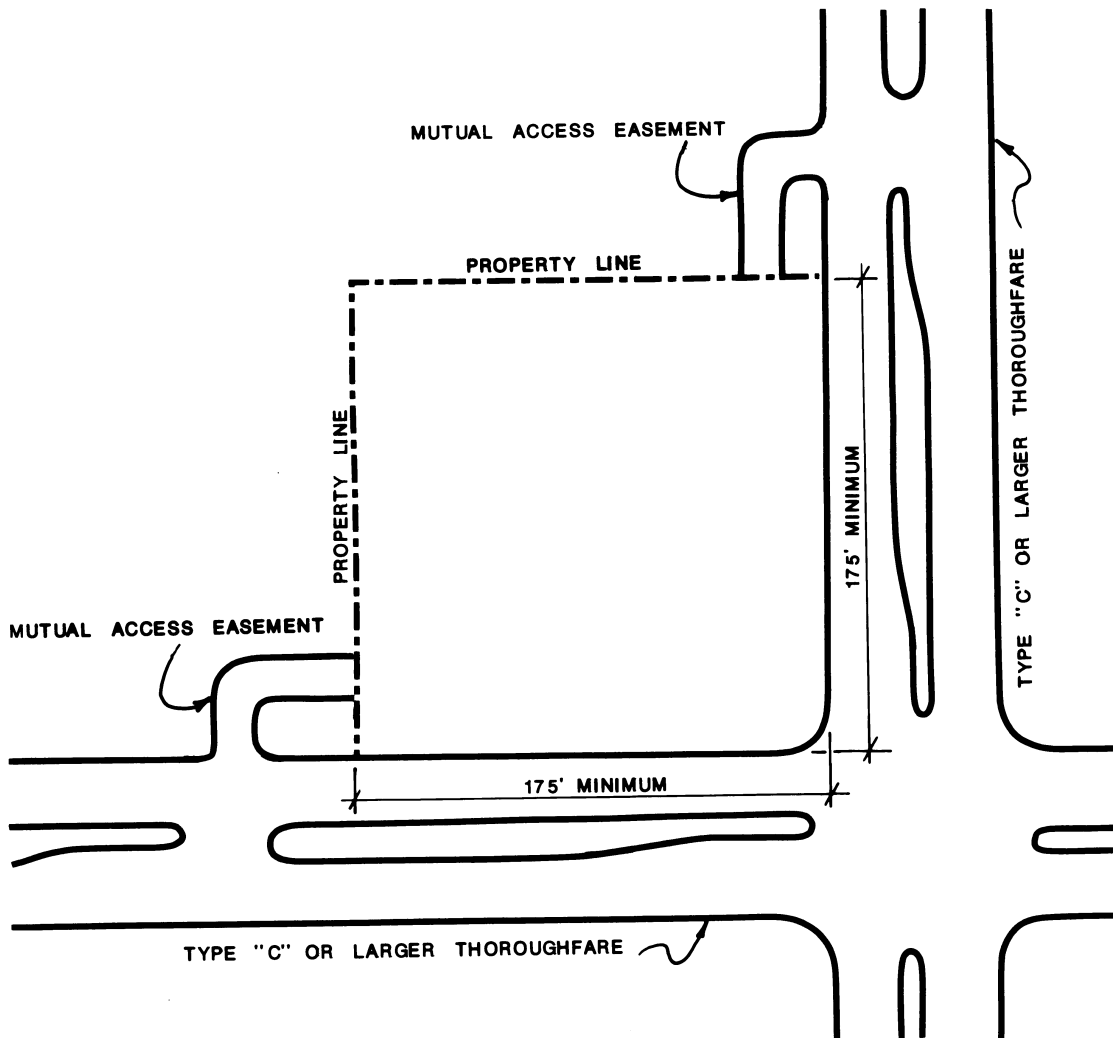 MUTUAL ACCESS EASEMENT
PROPERTY LINE
TYPE "C" OR LARGER THOROUGHFARE
PROPERTY LINE
175' MINIMUM
MUTUAL ACCESS EASEMENT
175' MINIMUM
TYPE "C" OR LARGER THOROUGHFARE